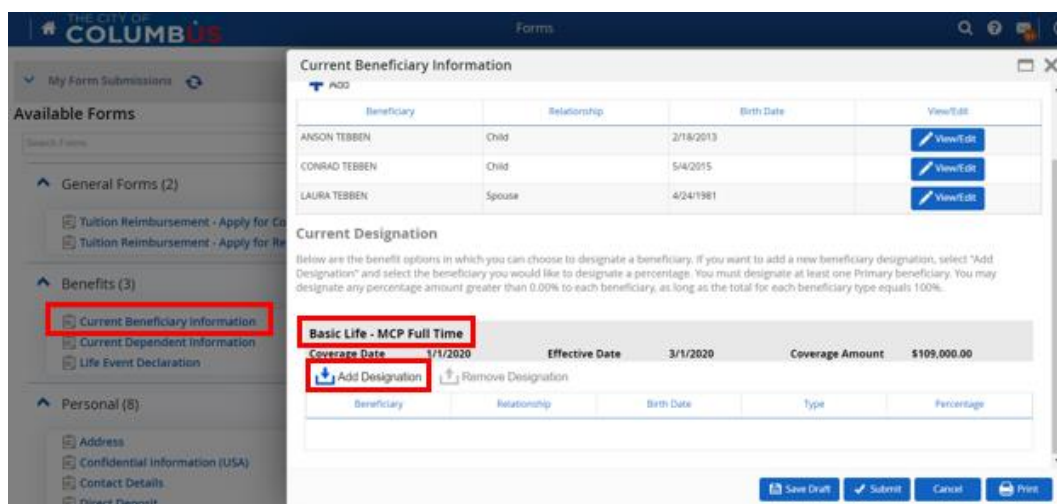 THE CITY OF
COLUMBUS
Forms
My Form Submissions
Available Forms
Search Forms
General Forms (2)
Tuition Reimbursement - Apply for Co
Tuition Reimbursement - Apply for Re
Benefits (3)
Current Beneficiary Information
Current Dependent Information
Life Event Declaration
Personal (8)
Address
Confidential Information (USA)
Contact Details
Direct Deposit
Current Beneficiary Information
Add
Beneficiary Relationship Birth Date View/Edit
ANSON TEBBEN Child 2/18/2013 View/Edit
CONRAD TEBBEN Child 5/4/2015 View/Edit
LAURA TEBBEN Spouse 4/24/1981 View/Edit
Current Designation
Below are the benefit options in which you can choose to designate a beneficiary. If you want to add a new beneficiary designation, select "Add
Designation" and select the beneficiary you would like to designate a percentage. You must designate at least one Primary beneficiary. You may
designate any percentage amount greater than 0.00% to each beneficiary, as long as the total for each beneficiary type equals 100%.
Basic Life - MCP Full Time
Coverage Date 1/1/2020 Effective Date 3/1/2020 Coverage Amount $109,000.00
Add Designation Remove Designation
Beneficiary Relationship Birth Date Type Percentage
Save Draft Submit Cancel Print